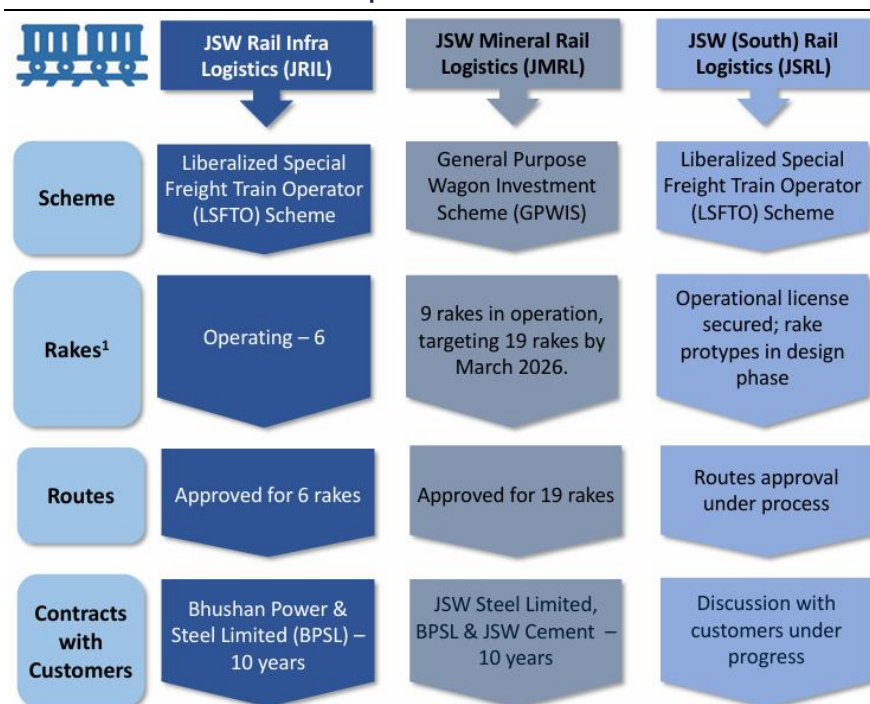 JSW Rail Infra
Logistics (JRIL)
JSW Mineral Rail
Logistics (JMRL)
JSW (South) Rail
Logistics (JSRL)
Scheme
Liberalized Special
Freight Train Operator
(LSFTO) Scheme
General Purpose
Wagon Investment
Scheme (GPWIS)
Liberalized Special
Freight Train Operator
(LSFTO) Scheme
Rakes1
Operating – 6
9 rakes in operation,
targeting 19 rakes by
March 2026.
Operational license
secured; rake
protypes in design
phase
Routes
Approved for 6 rakes
Approved for 19 rakes
Routes approval
under process
Contracts
with
Customers
Bhushan Power &
Steel Limited (BPSL) –
10 years
JSW Steel Limited,
BPSL & JSW Cement –
10 years
Discussion with
customers under
progress